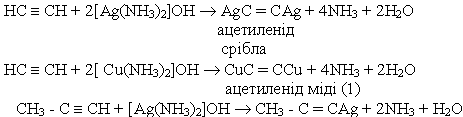 HC ≡ CH + 2[Ag(NH3)2]OH → AgC = CAg + 4NH3 + 2H2O
ацетиленід
срібла
HC ≡ CH + 2[ Cu(NH3)2]OH → CuC = CCu + 4NH3 + 2H2O
ацетиленід міді (1)
CH3 - C ≡ CH + [Ag(NH3)2]OH → CH3 - C = CAg + 2NH3 + H2O